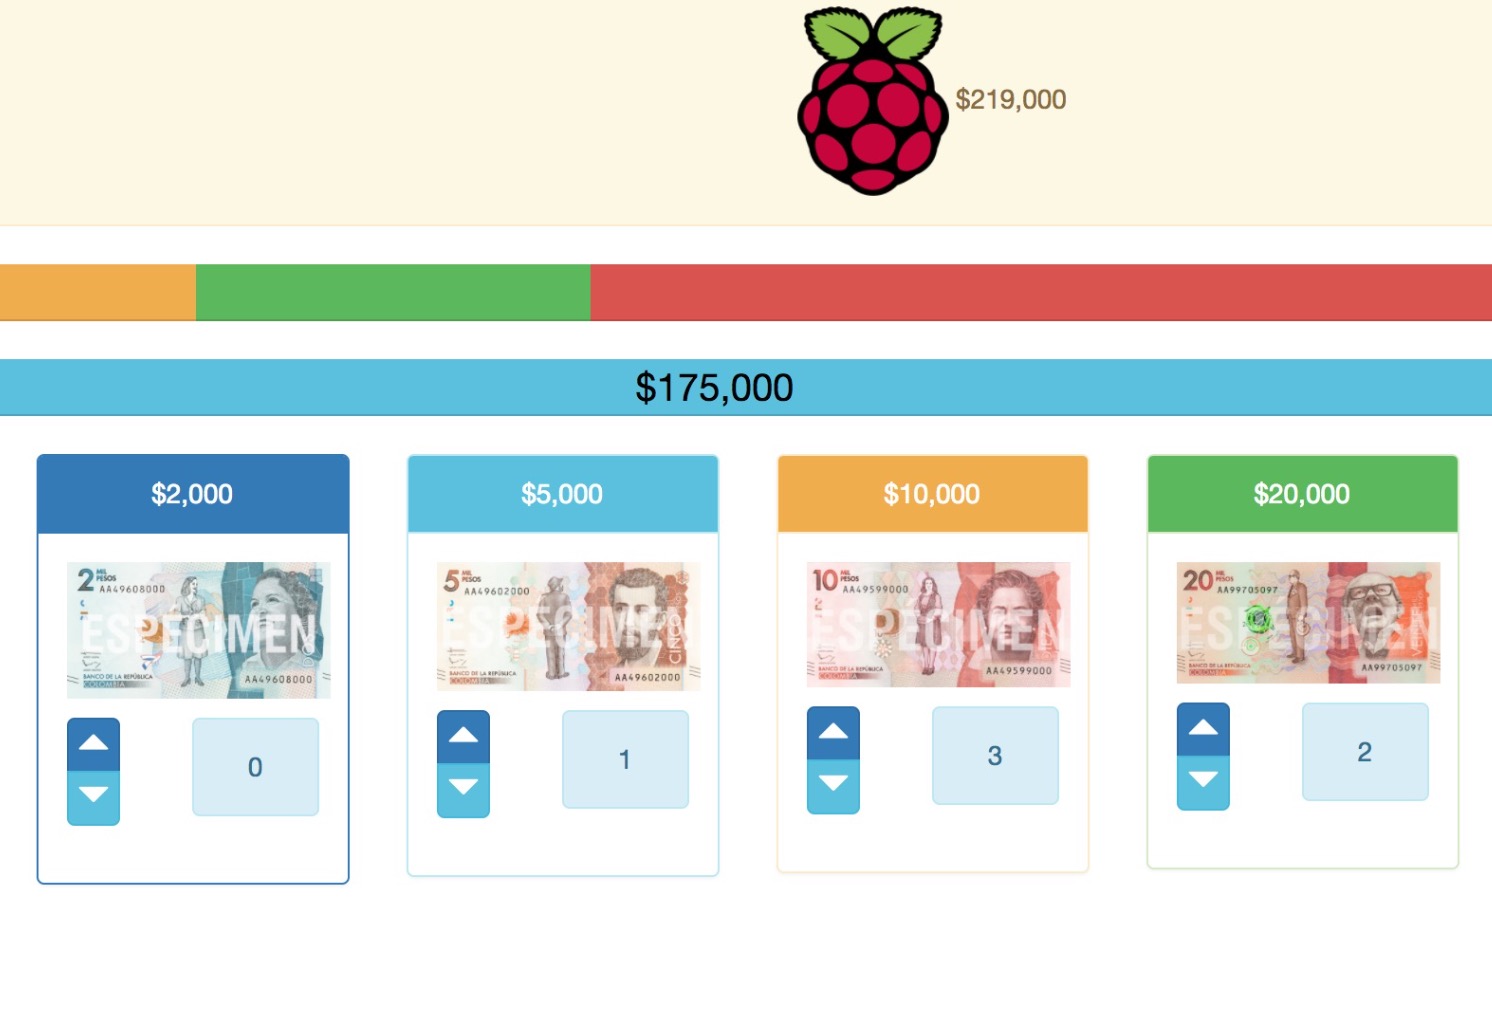 $219,000
$175,000
$2,000
$5,000
$10,000
$20,000
2 MIL PESOS
AA49608000
ESPECIMEN
BANCO DE LA REPÚBLICA
COLOMBIA
AA49608000
5 MIL PESOS
AA49602000
ESPECIMEN
CINCO
BANCO DE LA REPÚBLICA
COLOMBIA
AA49602000
10 MIL PESOS
AA49599000
ESPECIMEN
BANCO DE LA REPÚBLICA
COLOMBIA
AA49599000
20 MIL PESOS
AA99705097
ESPECIMEN
BANCO DE LA REPÚBLICA
COLOMBIA
AA99705097
0
1
3
2